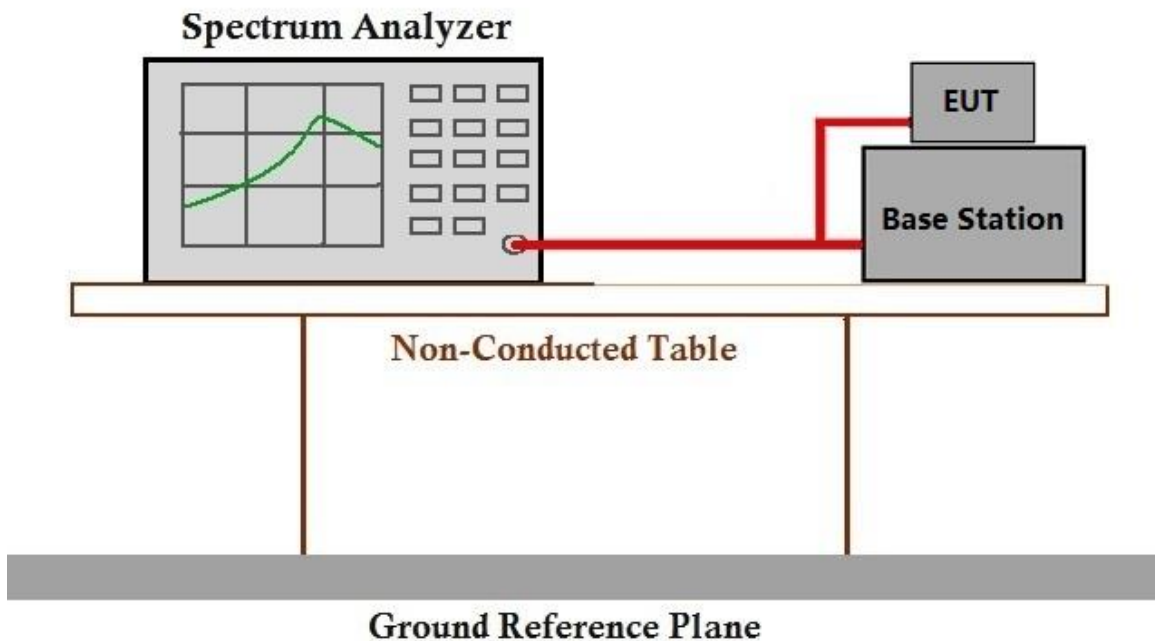 Spectrum Analyzer
EUT
Base Station
Non-Conducted Table
Ground Reference Plane